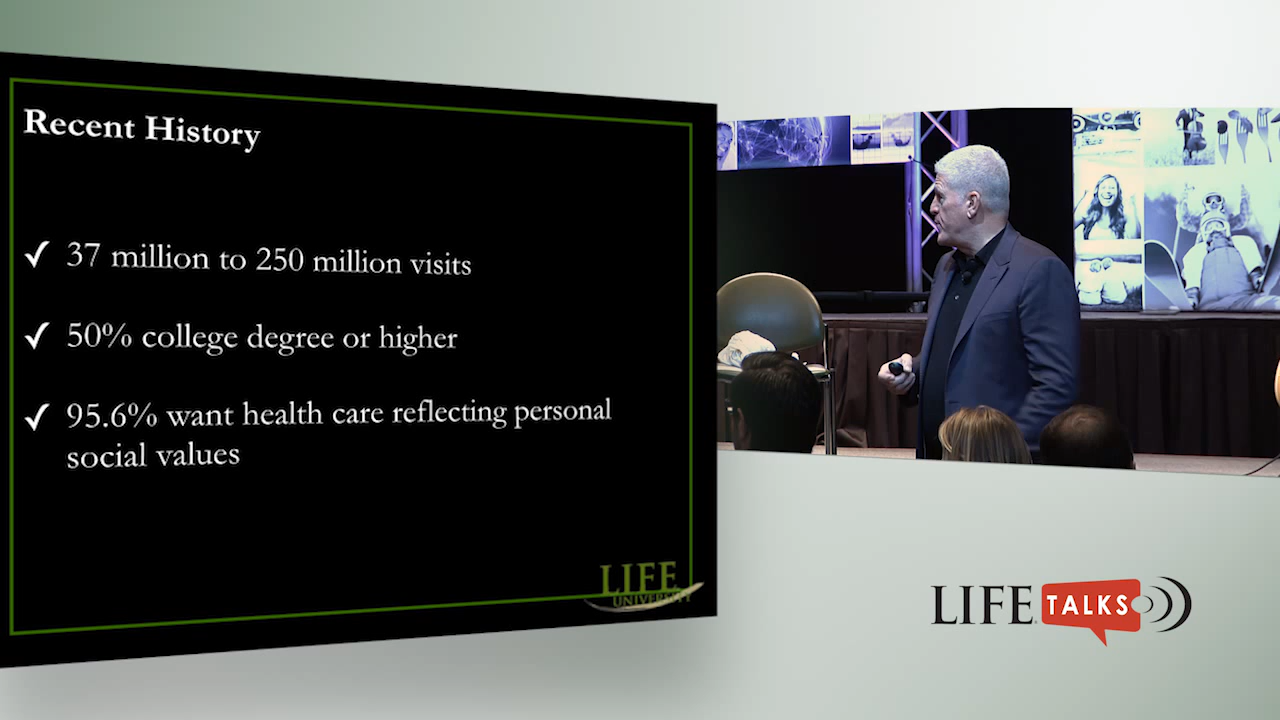 Recent History
✓ 37 million to 250 million visits
✓ 50% college degree or higher
✓ 95.6% want health care reflecting personal
social values
LIFE
UNIVERSITY
LIFE TALKS